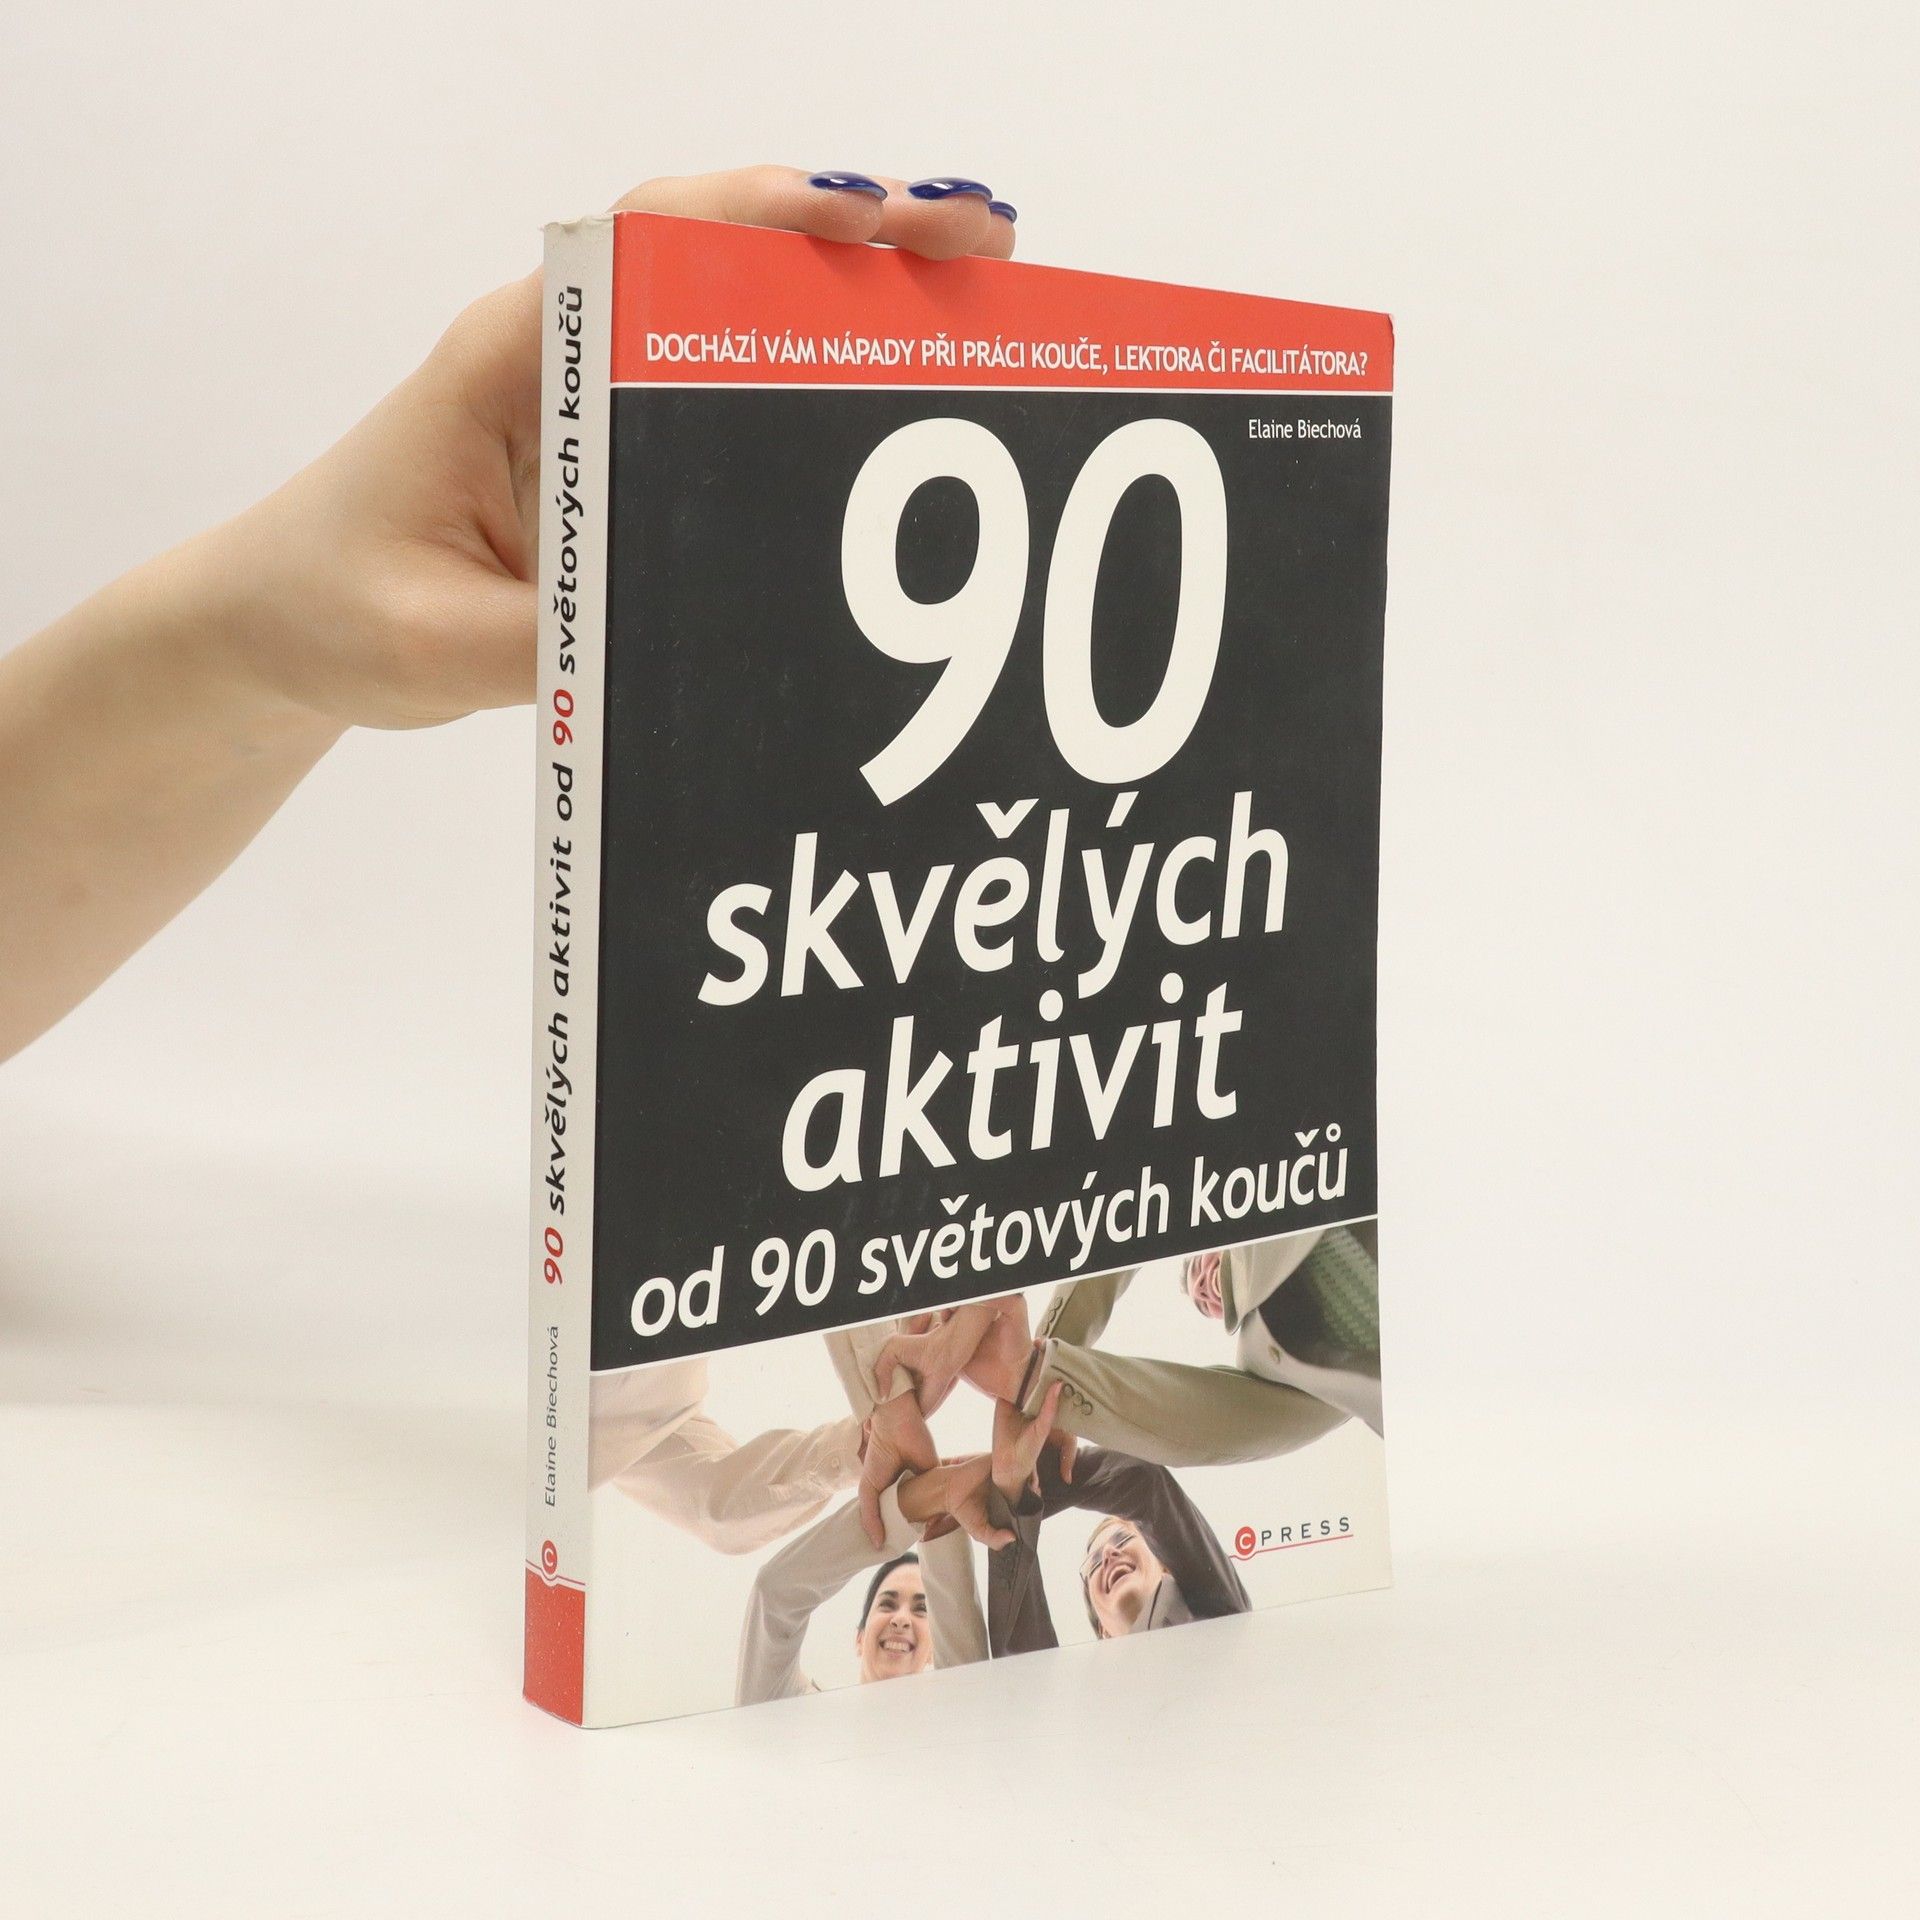 DOCHÁZÍ VÁM NÁPADY PŘI PRÁCI KOUČE, LEKTORA ČI FACILITÁTORA?
Elaine Biechová
90
skvělých
aktivit
od 90 světových koučů
C PRESS
Elaine Biechová 90 skvělých aktivit od 90 světových koučů
C